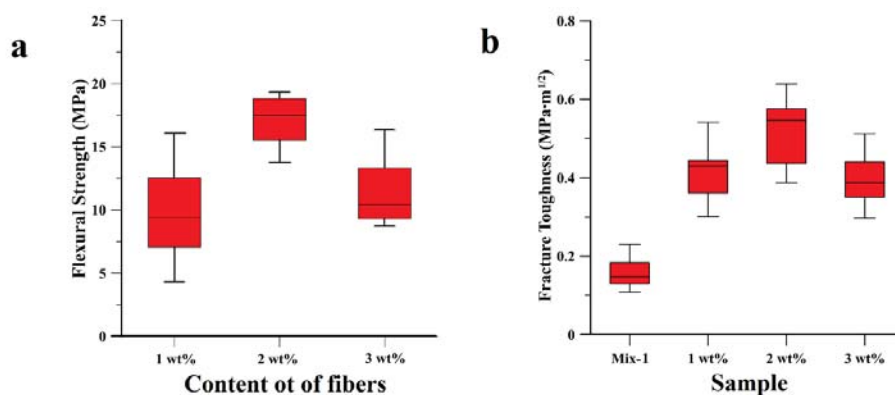 a
Flexural Strength (MPa)
25
20
15
10
5
0
1 wt%
2 wt%
3 wt%
Content ot of fibers
b
Fracture Toughness (MPa·m1/2)
0.8
0.6
0.4
0.2
0
Mix-1
1 wt%
2 wt%
3 wt%
Sample